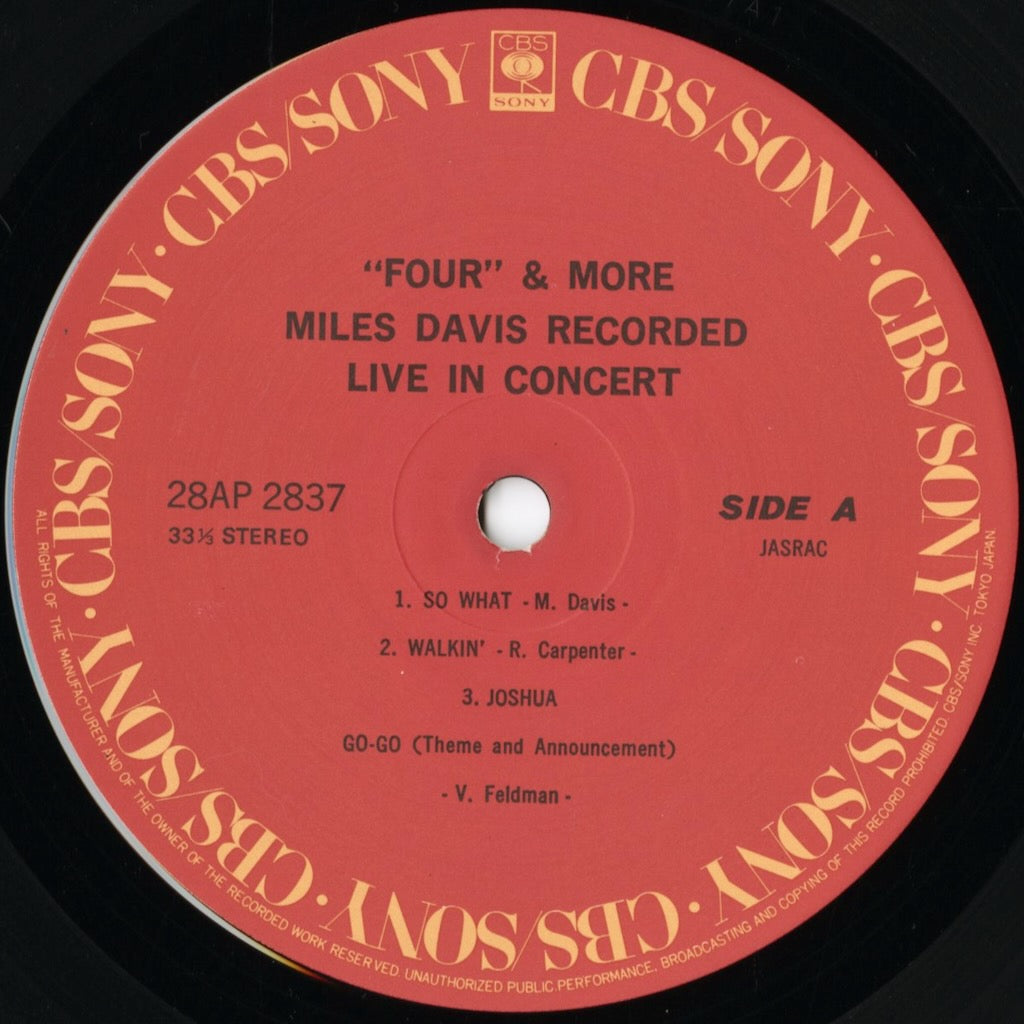 CBS
SONY
CBS/SONY · CBS/SONY · CBS/SONY · CBS/SONY · CBS/SONY · CBS/SONY · CBS/SONY · CBS/SONY
“FOUR” & MORE
MILES DAVIS RECORDED
LIVE IN CONCERT
28AP 2837
33⅓ STEREO
SIDE A
JASRAC
1. SO WHAT - M. Davis -
2. WALKIN’ - R. Carpenter -
3. JOSHUA
GO-GO (Theme and Announcement)
- V. Feldman -
ALL RIGHTS OF THE MANUFACTURER AND OF THE OWNER OF THE RECORDED WORK RESERVED. UNAUTHORIZED PUBLIC PERFORMANCE, BROADCASTING AND COPYING OF THIS RECORD PROHIBITED. CBS/SONY INC. TOKYO JAPAN